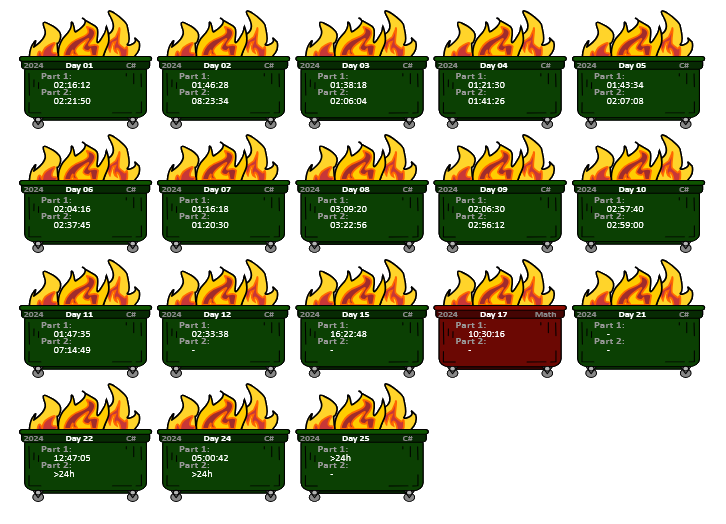 2024 Day 01 C#
Part 1:
02:16:12
Part 2:
02:21:50
2024 Day 02 C#
Part 1:
01:46:28
Part 2:
08:23:34
2024 Day 03 C#
Part 1:
01:38:18
Part 2:
02:06:04
2024 Day 04 C#
Part 1:
01:21:30
Part 2:
01:41:26
2024 Day 05 C#
Part 1:
01:43:34
Part 2:
02:07:08
2024 Day 06 C#
Part 1:
02:04:16
Part 2:
02:37:45
2024 Day 07 C#
Part 1:
01:16:18
Part 2:
01:20:30
2024 Day 08 C#
Part 1:
03:09:20
Part 2:
03:22:56
2024 Day 09 C#
Part 1:
02:06:30
Part 2:
02:56:12
2024 Day 10 C#
Part 1:
02:57:40
Part 2:
02:59:00
2024 Day 11 C#
Part 1:
01:47:35
Part 2:
07:14:49
2024 Day 12 C#
Part 1:
02:33:38
Part 2:
-
2024 Day 15 C#
Part 1:
16:22:48
Part 2:
-
2024 Day 17 Math
Part 1:
10:30:16
Part 2:
-
2024 Day 21 C#
Part 1:
-
Part 2:
-
2024 Day 22 C#
Part 1:
12:47:05
Part 2:
>24h
2024 Day 24 C#
Part 1:
05:00:42
Part 2:
>24h
2024 Day 25 C#
Part 1:
>24h
Part 2:
-